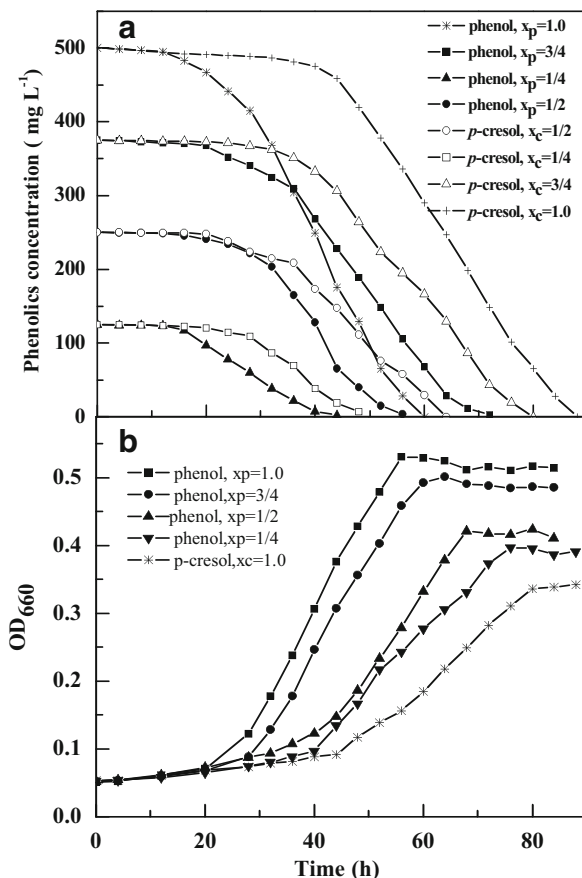 a
Phenolics concentration ( mg L⁻¹)
500
400
300
200
100
0
phenol, xₚ=1.0
phenol, xₚ=3/4
phenol, xₚ=1/4
phenol, xₚ=1/2
p-cresol, x_c=1/2
p-cresol, x_c=1/4
p-cresol, x_c=3/4
p-cresol, x_c=1.0
b
OD₆₆₀
0.5
0.4
0.3
0.2
0.1
0.0
phenol, xp=1.0
phenol,xp=3/4
phenol, xp=1/2
phenol,xp=1/4
p-cresol,xc=1.0
0 20 40 60 80
Time (h)